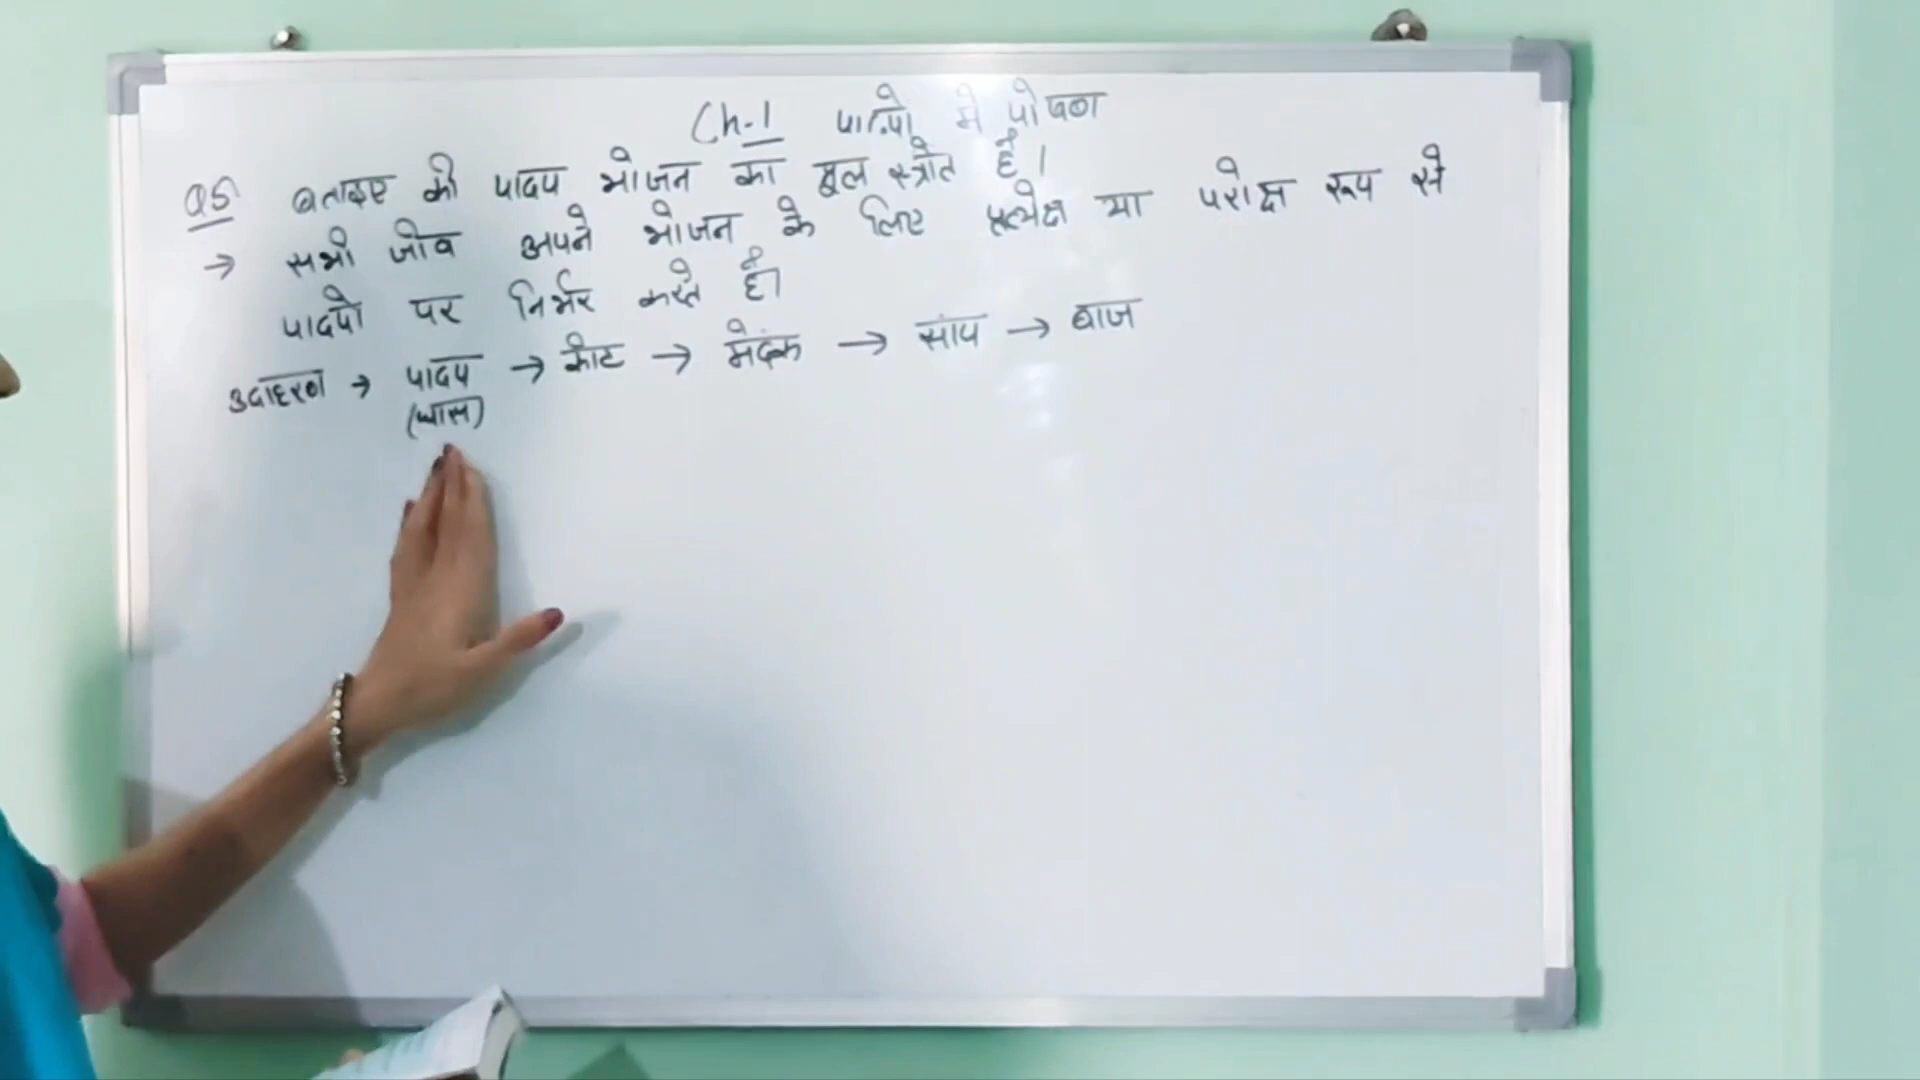 Ch-1 पादपो मे पोषण
Q5 बताइए की पादप भोजन का मूल स्त्रोत है।
→ सभी जीव अपने भोजन के लिए प्रत्येक्ष या परोक्ष रूप से
पादपो पर निर्भर करते है।
उदाहरण → पादप → कीट → मेंढक → सांप → बाज
(घास)